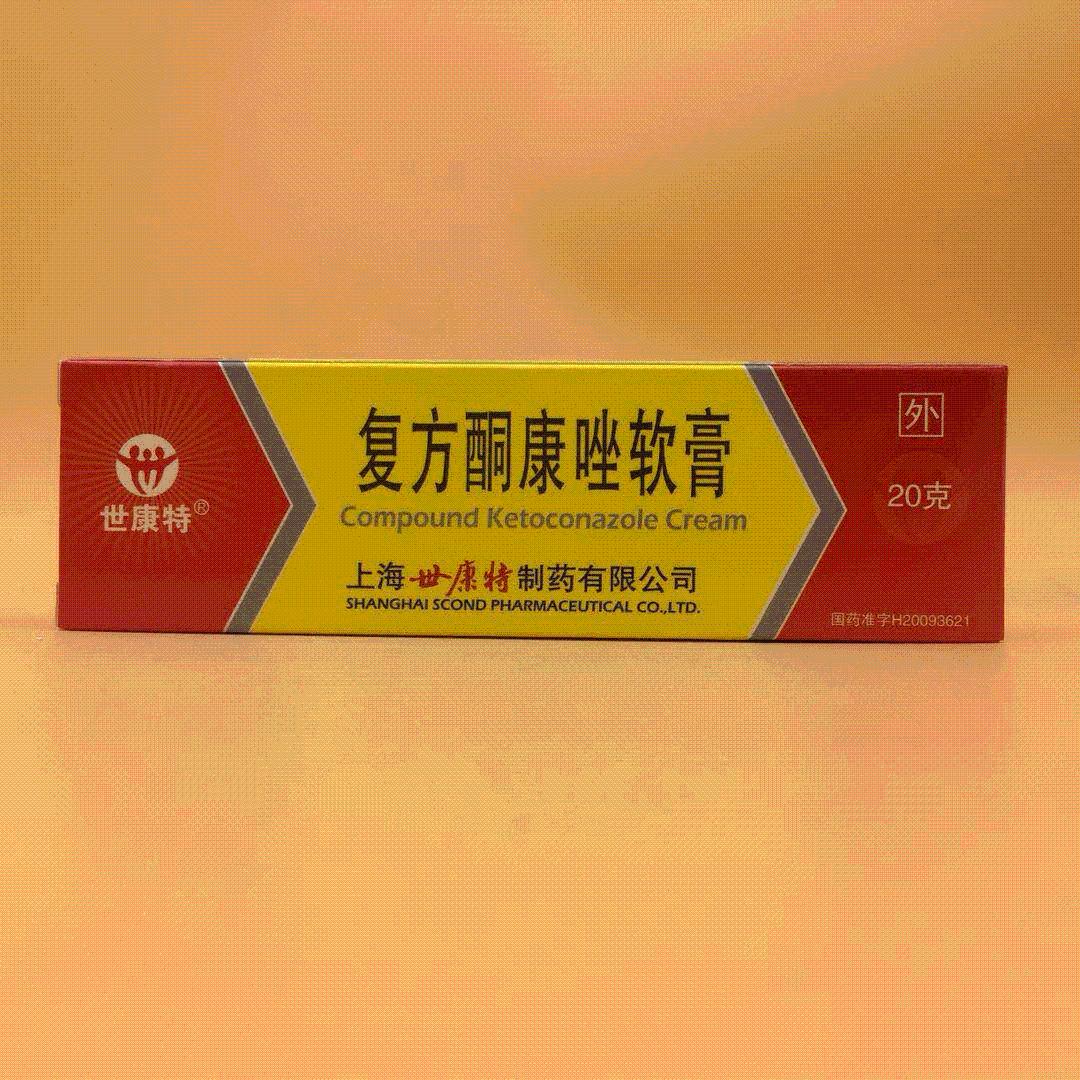 世康特®
复方酮康唑软膏
Compound Ketoconazole Cream
上海世康特制药有限公司
SHANGHAI SCOND PHARMACEUTICAL CO.,LTD.
外
20克
国药准字H20093621